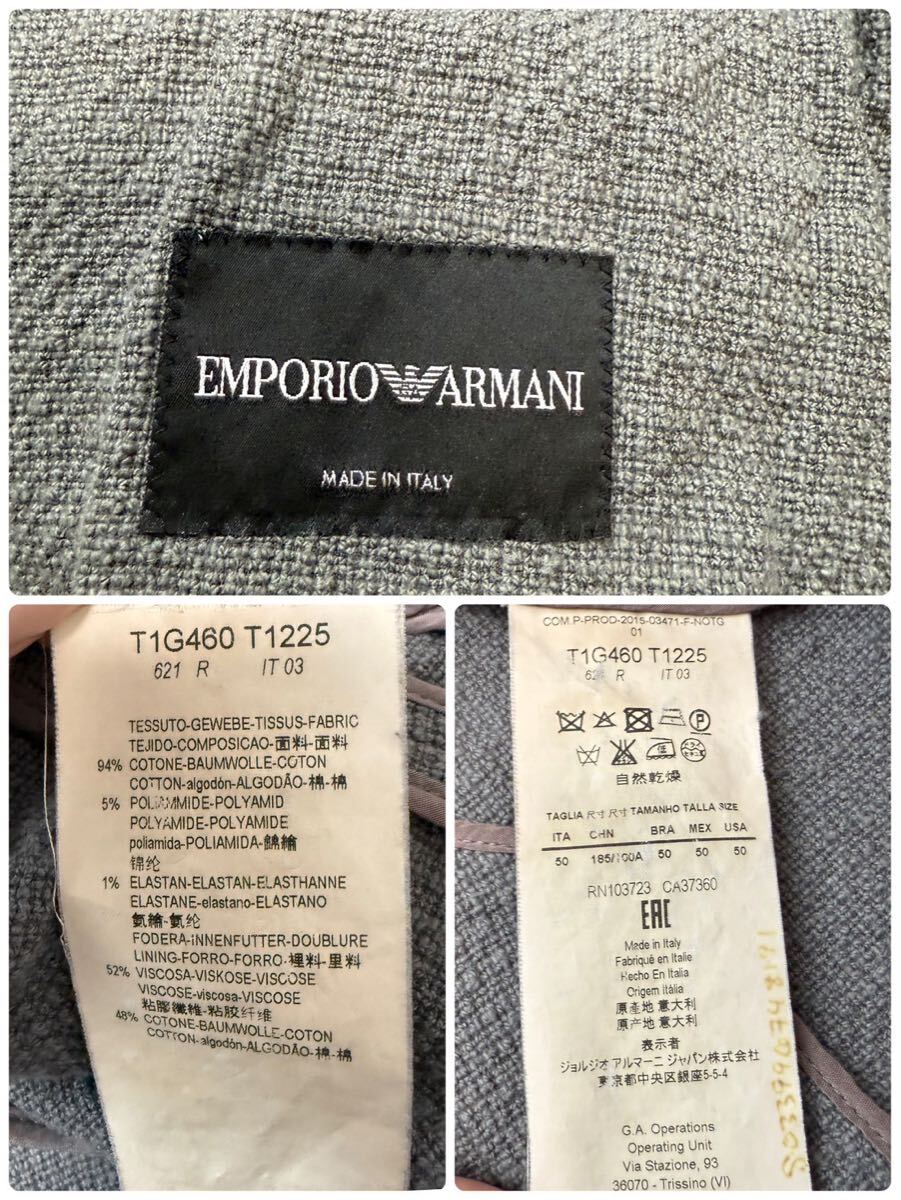 EMPORIO ARMANI
MADE IN ITALY
T1G460 T1225
621 R IT 03
TESSUTO-GEWEBE-TISSUS-FABRIC
TEJIDO-COMPOSICAO-面料-面料
94% COTONE-BAUMWOLLE-COTON
COTTON-algodón-ALGODÃO-棉-棉
5% POLIAMMIDE-POLYAMID
POLYAMIDE-POLYAMIDE
poliamida-POLIAMIDA-錦綸
锦纶
1% ELASTAN-ELASTAN-ELASTHANNE
ELASTANE-elastano-ELASTANO
氨綸-氨纶
FODERA-INNENFUTTER-DOUBLURE
LINING-FORRO-FORRO-裡料-里料
52% VISCOSA-VISKOSE-VISCOSE
VISCOSE-viscosa-VISCOSE
粘膠纖維-粘胶纤维
48% COTONE-BAUMWOLLE-COTON
COTTON-algodón-ALGODÃO-棉-棉
COM.P-PROD-2015-03471-F-NOTG
01
T1G460 T1225
R IT 03
P
自然乾燥
TAGLIA 尺寸 尺寸 TAMANHO TALLA SIZE
ITA CHN BRA MEX USA
50 185/100A 50 50 50
RN103723 CA37360
EAC
Made in Italy
Fabriqué en Italie
Hecho En Italia
Origem Itália
原產地 意大利
原产地 意大利
表示者
ジョルジオ アルマーニ ジャパン株式会社
東京都中央区銀座5-5-4
G.A. Operations
Operating Unit
Via Stazione, 93
36070 - Trissino (VI)